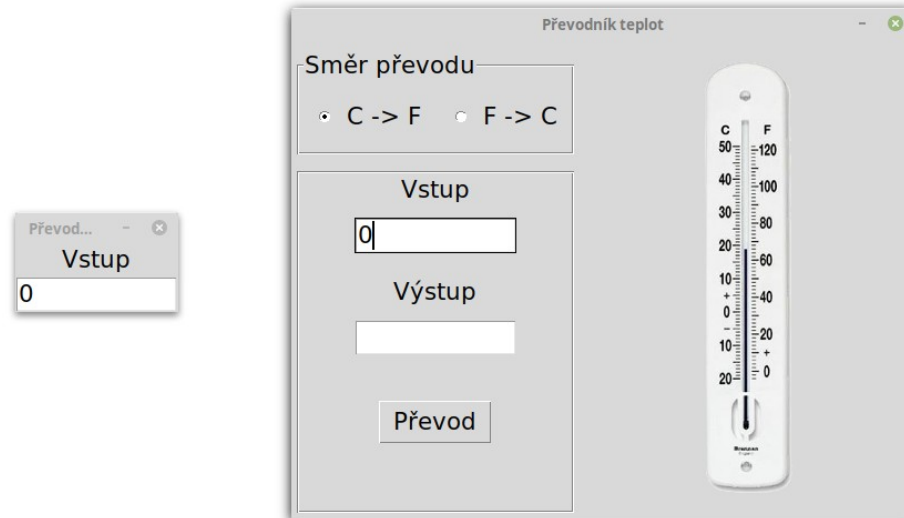 Převod...
Vstup
0
Převodník teplot
Směr převodu
C -> F F -> C
Vstup
0
Výstup
Převod
C F
50 120
40 100
30 80
20 60
10 40
+
0
–
10 20
+
20 0
Brannan